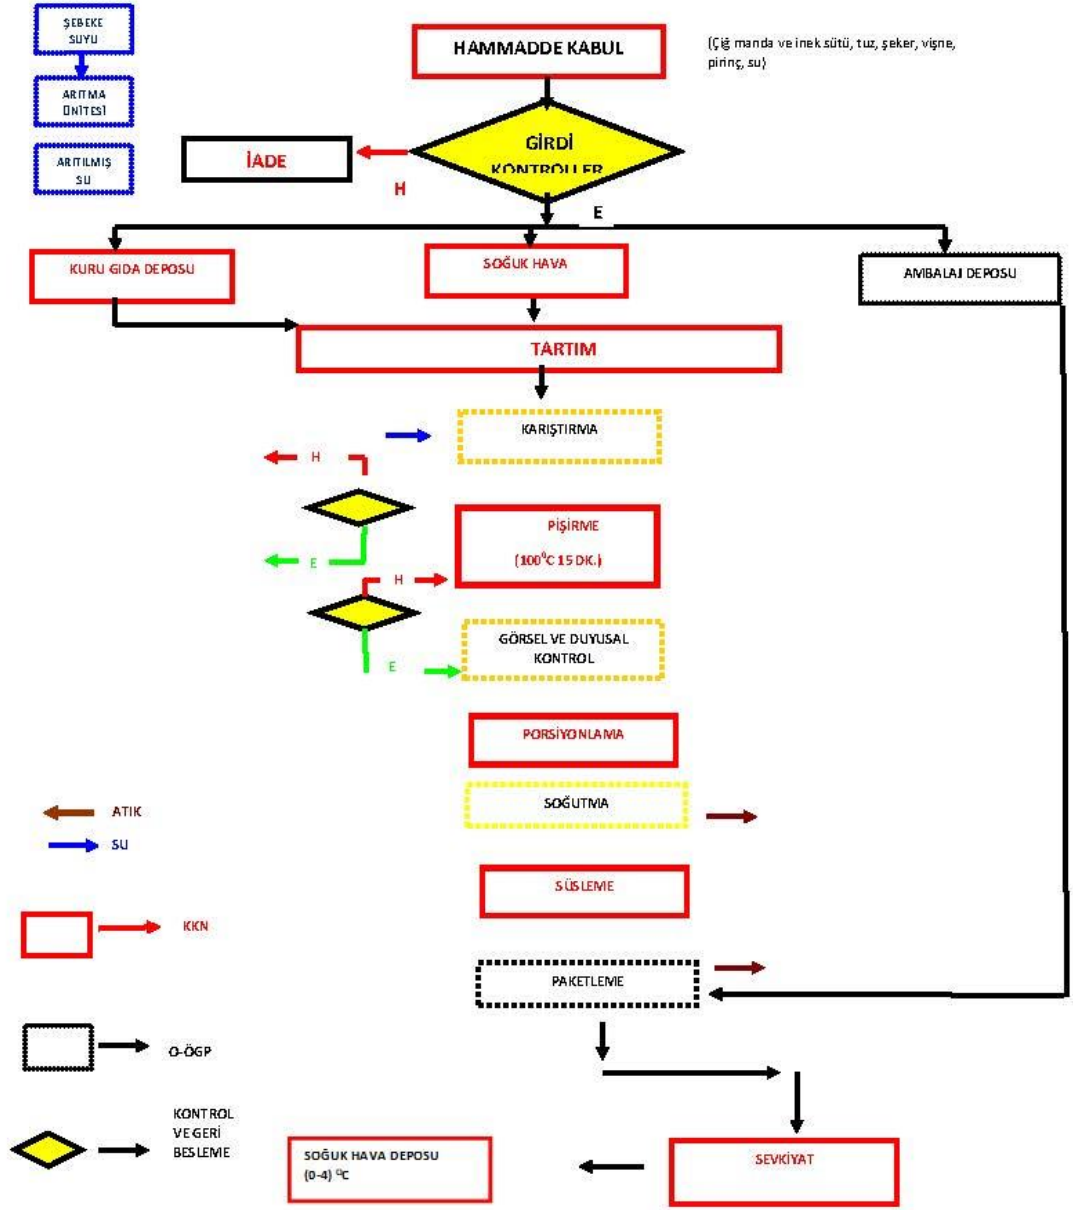 ŞEBEKE
SUYU
HAMMADDE KABUL
(Çiğ manda ve inek sütü, tuz, şeker, vişne,
pirinç, su)
ARITMA
ÜNİTESİ
GİRDİ
KONTROLLER
İADE
ARITILMIŞ
SU
H
E
KURU GIDA DEPOSU
SOĞUK HAVA
AMBALAJ DEPOSU
TARTIM
KARIŞTIRMA
H
PİŞİRME
(100⁰C 15 DK.)
E
H
GÖRSEL VE DUYUSAL
KONTROL
E
PORSİYONLAMA
SOĞUTMA
ATIK
SU
SÜSLEME
KKN
PAKETLEME
O-ÖGP
KONTROL
VE GERİ
BESLEME
SOĞUK HAVA DEPOSU
(0-4) ⁰C
SEVKİYAT